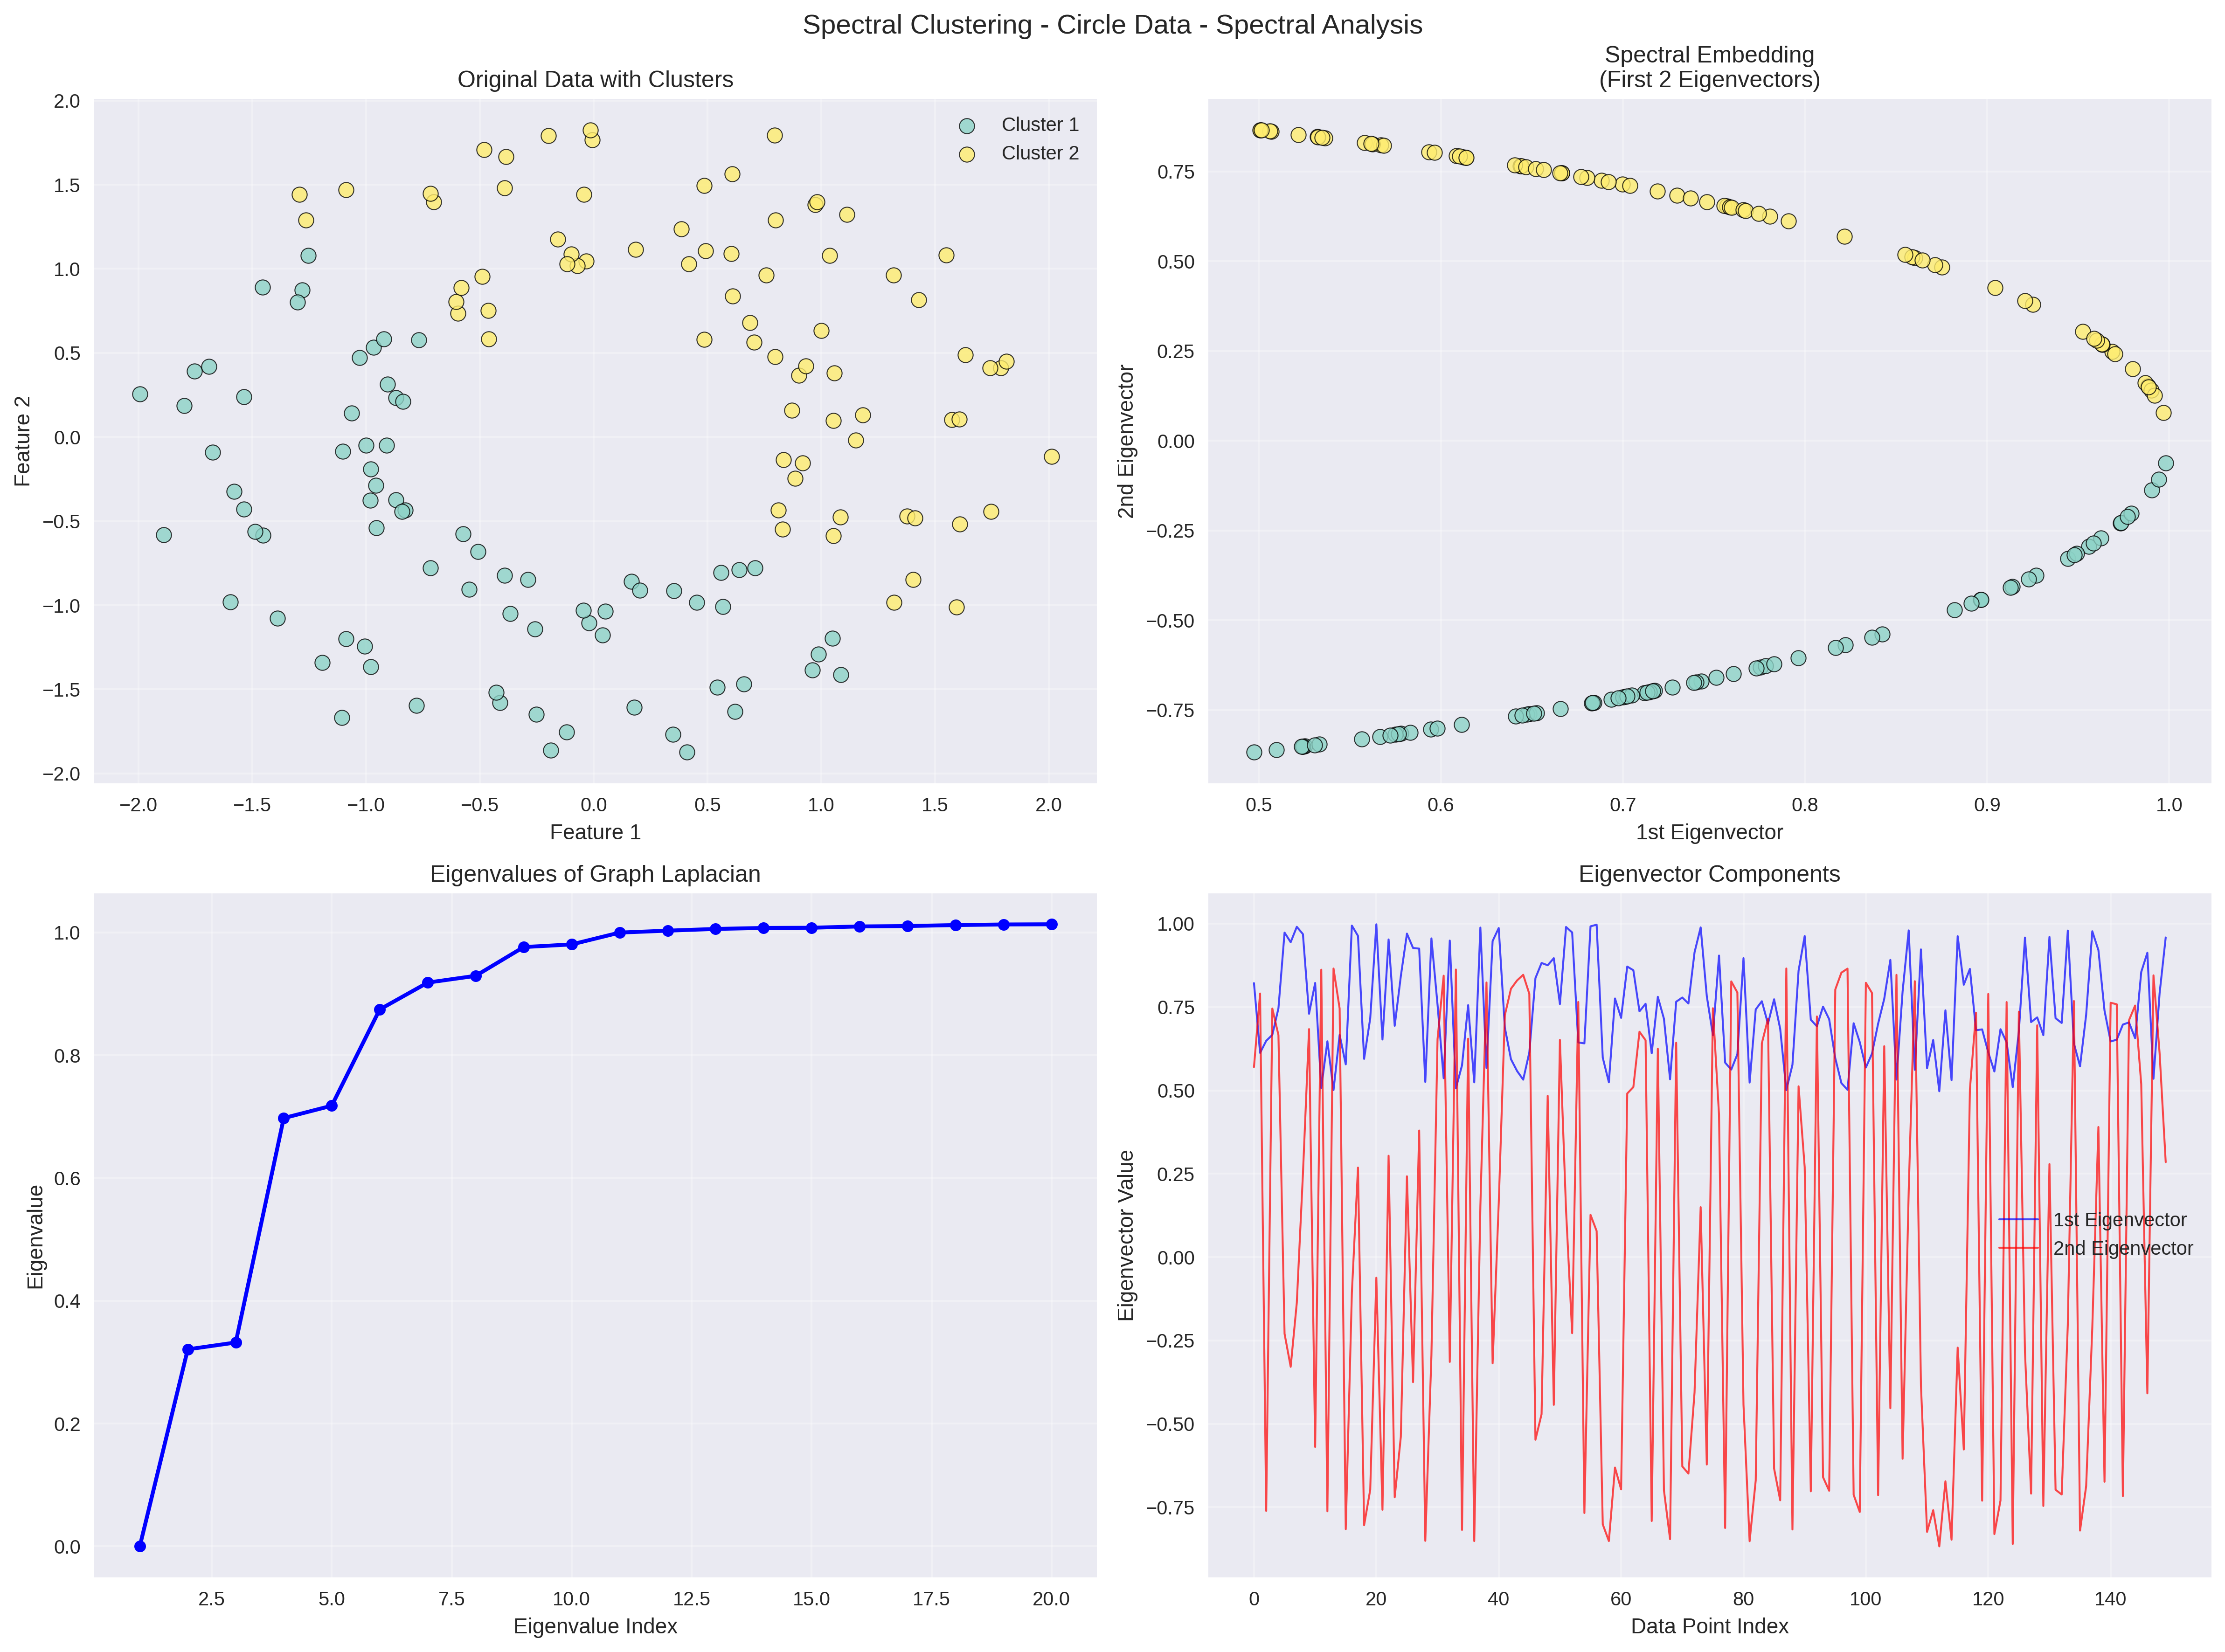 Spectral Clustering - Circle Data - Spectral Analysis
Original Data with Clusters
Cluster 1
Cluster 2
2.0
1.5
1.0
0.5
0.0
−0.5
−1.0
−1.5
−2.0
Feature 2
−2.0 −1.5 −1.0 −0.5 0.0 0.5 1.0 1.5 2.0
Feature 1
Spectral Embedding
(First 2 Eigenvectors)
0.75
0.50
0.25
0.00
−0.25
−0.50
−0.75
2nd Eigenvector
0.5 0.6 0.7 0.8 0.9 1.0
1st Eigenvector
Eigenvalues of Graph Laplacian
1.0
0.8
0.6
0.4
0.2
0.0
Eigenvalue
2.5 5.0 7.5 10.0 12.5 15.0 17.5 20.0
Eigenvalue Index
Eigenvector Components
1.00
0.75
0.50
0.25
0.00
−0.25
−0.50
−0.75
Eigenvector Value
1st Eigenvector
2nd Eigenvector
0 20 40 60 80 100 120 140
Data Point Index